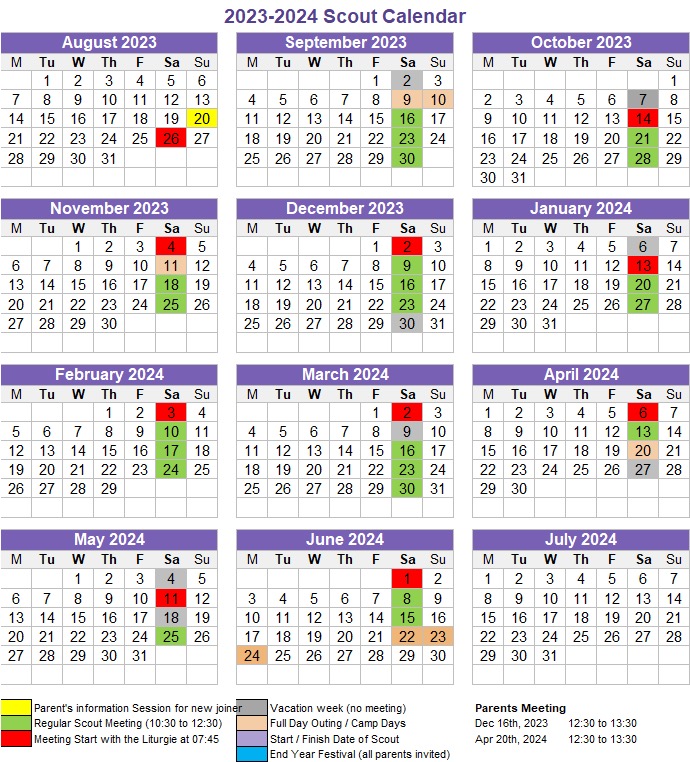 2023-2024 Scout Calendar
August 2023
M Tu W Th F Sa Su
1 2 3 4 5 6
7 8 9 10 11 12 13
14 15 16 17 18 19 20
21 22 23 24 25 26 27
28 29 30 31
September 2023
M Tu W Th F Sa Su
1 2 3
4 5 6 7 8 9 10
11 12 13 14 15 16 17
18 19 20 21 22 23 24
25 26 27 28 29 30
October 2023
M Tu W Th F Sa Su
1
2 3 4 5 6 7 8
9 10 11 12 13 14 15
16 17 18 19 20 21 22
23 24 25 26 27 28 29
30 31
November 2023
M Tu W Th F Sa Su
1 2 3 4 5
6 7 8 9 10 11 12
13 14 15 16 17 18 19
20 21 22 23 24 25 26
27 28 29 30
December 2023
M Tu W Th F Sa Su
1 2 3
4 5 6 7 8 9 10
11 12 13 14 15 16 17
18 19 20 21 22 23 24
25 26 27 28 29 30 31
January 2024
M Tu W Th F Sa Su
1 2 3 4 5 6 7
8 9 10 11 12 13 14
15 16 17 18 19 20 21
22 23 24 25 26 27 28
29 30 31
February 2024
M Tu W Th F Sa Su
1 2 3 4
5 6 7 8 9 10 11
12 13 14 15 16 17 18
19 20 21 22 23 24 25
26 27 28 29
March 2024
M Tu W Th F Sa Su
1 2 3
4 5 6 7 8 9 10
11 12 13 14 15 16 17
18 19 20 21 22 23 24
25 26 27 28 29 30 31
April 2024
M Tu W Th F Sa Su
1 2 3 4 5 6 7
8 9 10 11 12 13 14
15 16 17 18 19 20 21
22 23 24 25 26 27 28
29 30
May 2024
M Tu W Th F Sa Su
1 2 3 4 5
6 7 8 9 10 11 12
13 14 15 16 17 18 19
20 21 22 23 24 25 26
27 28 29 30 31
June 2024
M Tu W Th F Sa Su
1 2
3 4 5 6 7 8 9
10 11 12 13 14 15 16
17 18 19 20 21 22 23
24 25 26 27 28 29 30
July 2024
M Tu W Th F Sa Su
1 2 3 4 5 6 7
8 9 10 11 12 13 14
15 16 17 18 19 20 21
22 23 24 25 26 27 28
29 30 31
Parent's information Session for new joiner
Regular Scout Meeting (10:30 to 12:30)
Meeting Start with the Liturgie at 07:45
Vacation week (no meeting)
Full Day Outing / Camp Days
Start / Finish Date of Scout
End Year Festival (all parents invited)
Parents Meeting
Dec 16th, 2023 12:30 to 13:30
Apr 20th, 2024 12:30 to 13:30